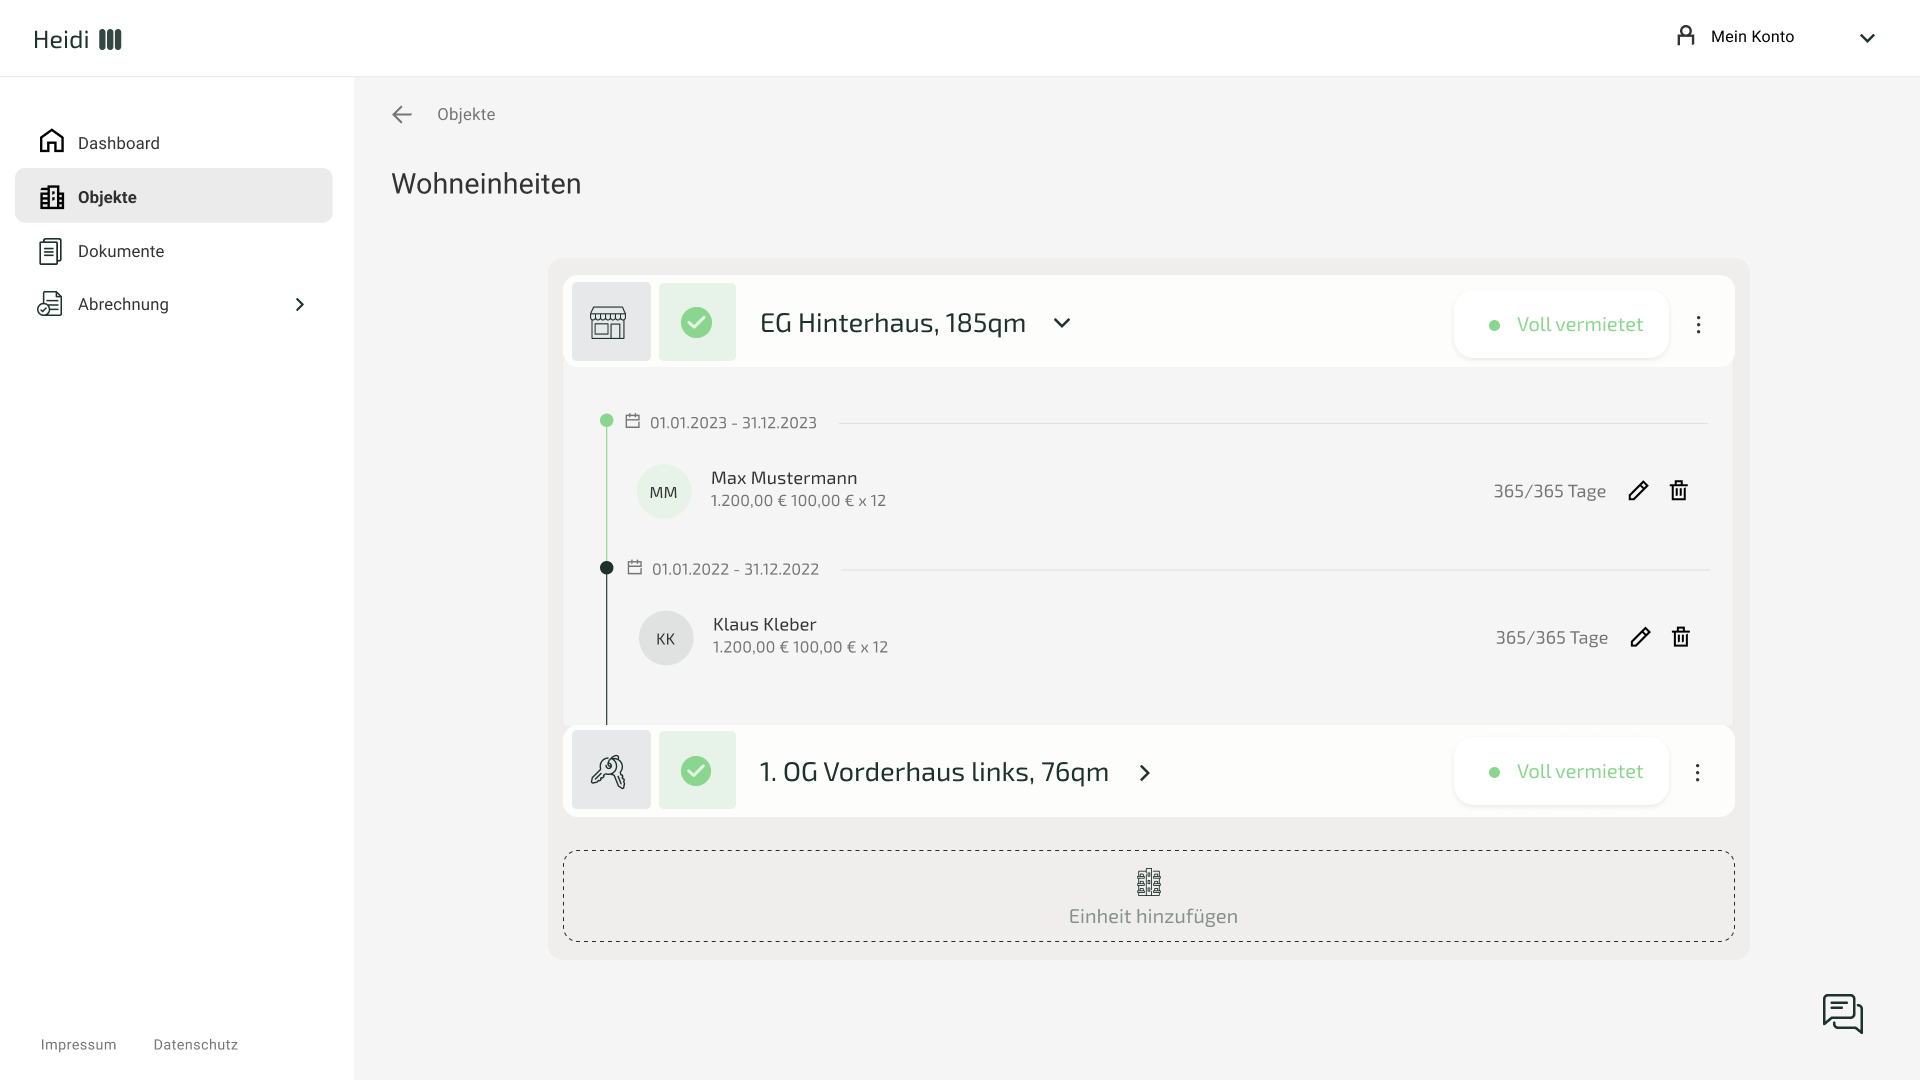 Heidi
Mein Konto
Dashboard
Objekte
Dokumente
Abrechnung
Objekte
Wohneinheiten
EG Hinterhaus, 185qm
Voll vermietet
01.01.2023 - 31.12.2023
MM
Max Mustermann
1.200,00 € 100,00 € x 12
365/365 Tage
01.01.2022 - 31.12.2022
KK
Klaus Kleber
1.200,00 € 100,00 € x 12
365/365 Tage
1. OG Vorderhaus links, 76qm
Voll vermietet
Einheit hinzufügen
Impressum
Datenschutz